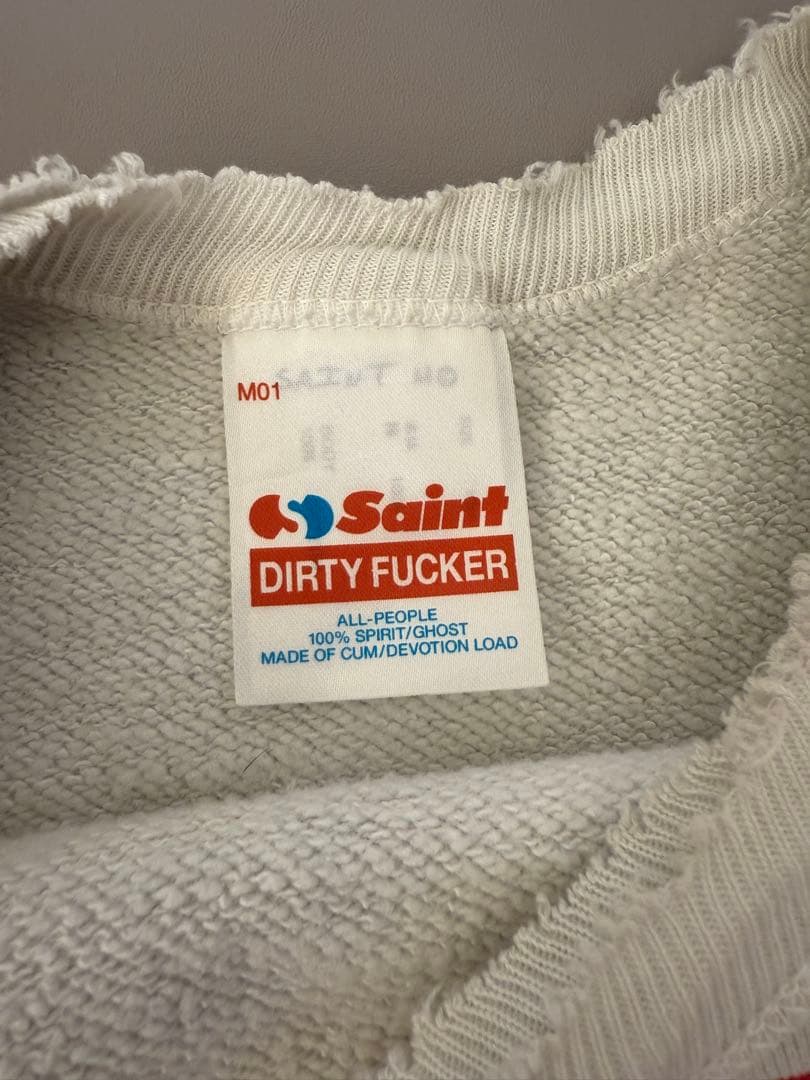 M01
Saint
DIRTY FUCKER
ALL-PEOPLE
100% SPIRIT/GHOST
MADE OF CUM/DEVOTION LOAD